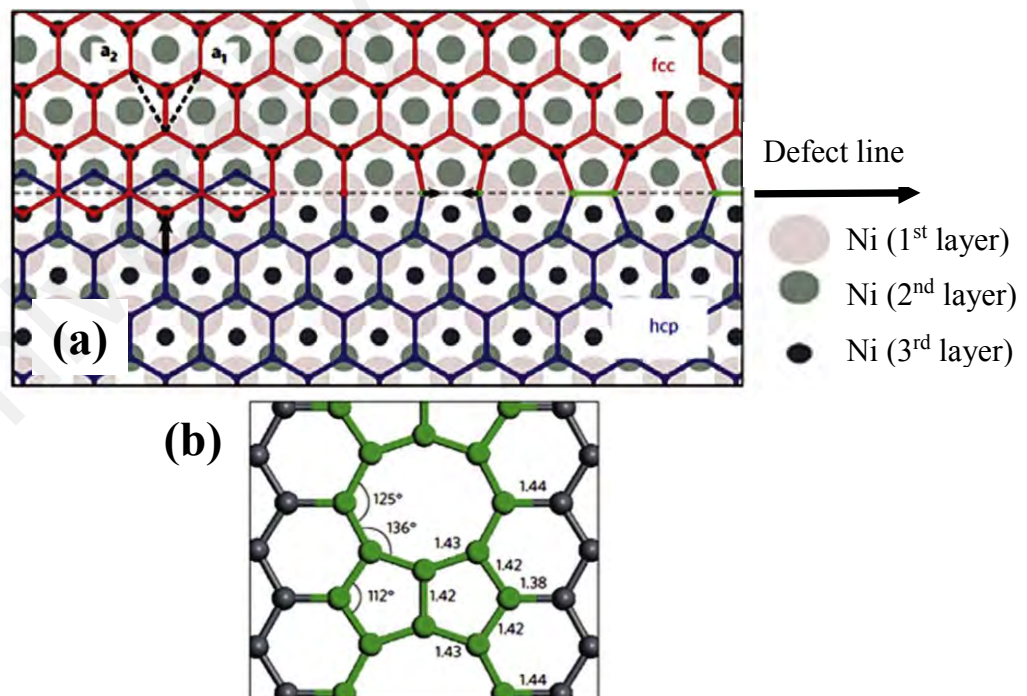 a₂ a₁ fcc
Defect line
Ni (1ˢᵗ layer)
Ni (2ⁿᵈ layer)
hcp
(a)
Ni (3ʳᵈ layer)
(b)
125°
1.44
136°
1.43
1.42
1.38
112°
1.42
1.42
1.43
1.44